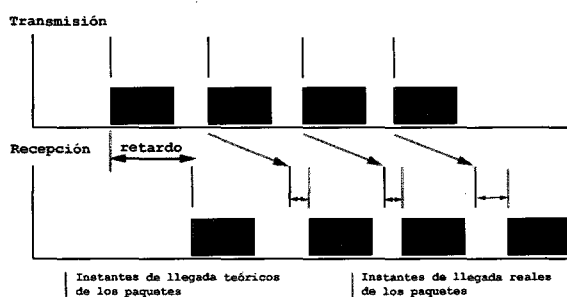 Transmisión
Recepción
retardo
Instantes de llegada teóricos
de los paquetes
Instantes de llegada reales
de los paquetes